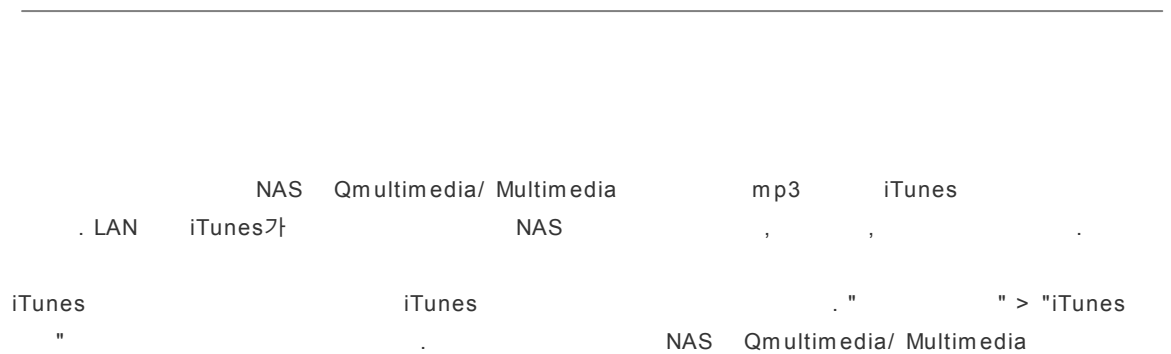 NAS Qmultimedia/ Multimedia mp3 iTunes
. LAN iTunes가 NAS , , .
iTunes iTunes . " " > "iTunes
" . NAS Qmultimedia/ Multimedia